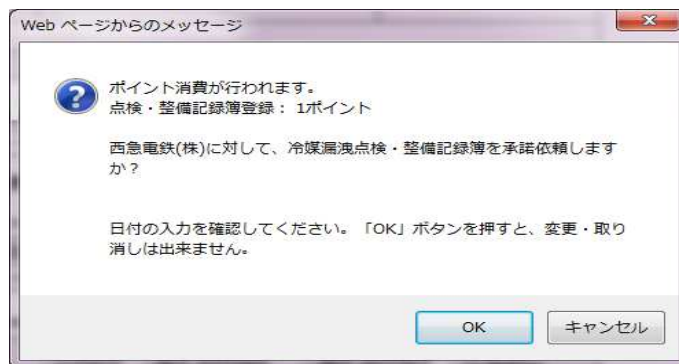 Web ページからのメッセージ
ポイント消費が行われます。
点検・整備記録簿登録： 1ポイント
西急電鉄(株)に対して、冷媒漏洩点検・整備記録簿を承諾依頼します
か？
日付の入力を確認してください。「OK」ボタンを押すと、変更・取り
消しは出来ません。
OK
キャンセル